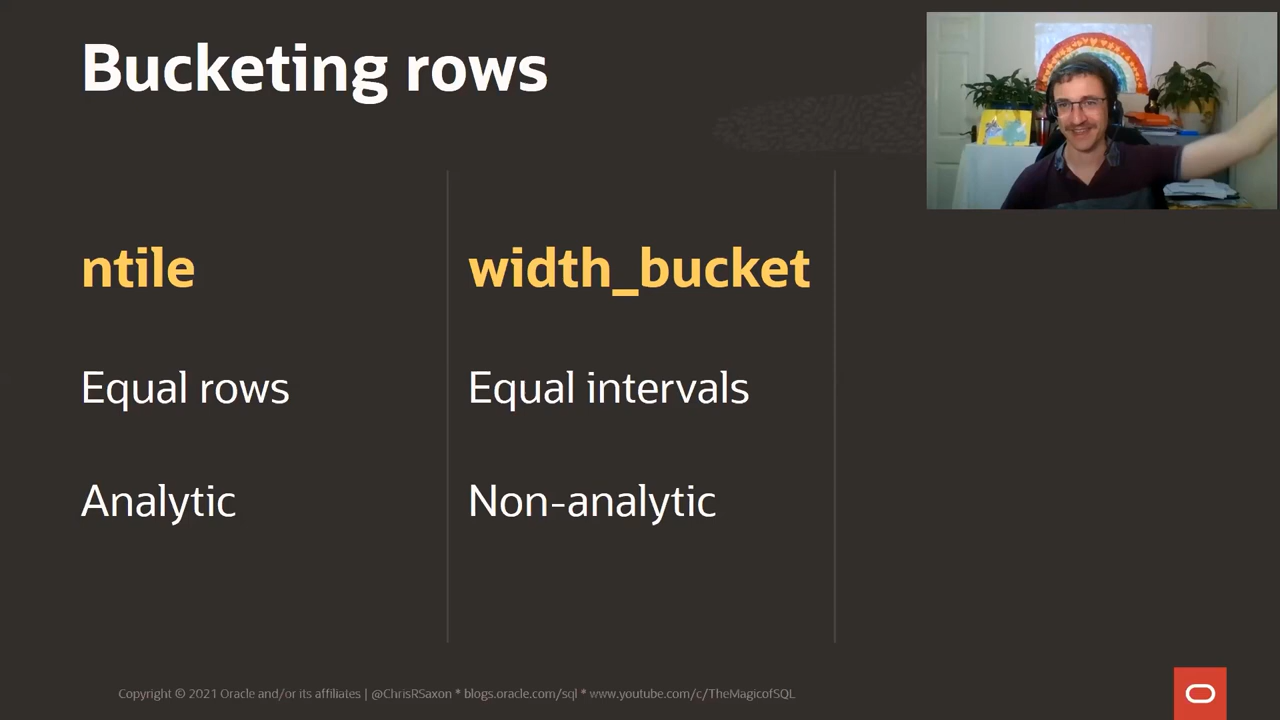 Bucketing rows
ntile
width_bucket
Equal rows
Equal intervals
Analytic
Non-analytic
Copyright © 2021 Oracle and/or its affiliates | @ChrisRSaxon * blogs.oracle.com/sql * www.youtube.com/c/TheMagicofSQL